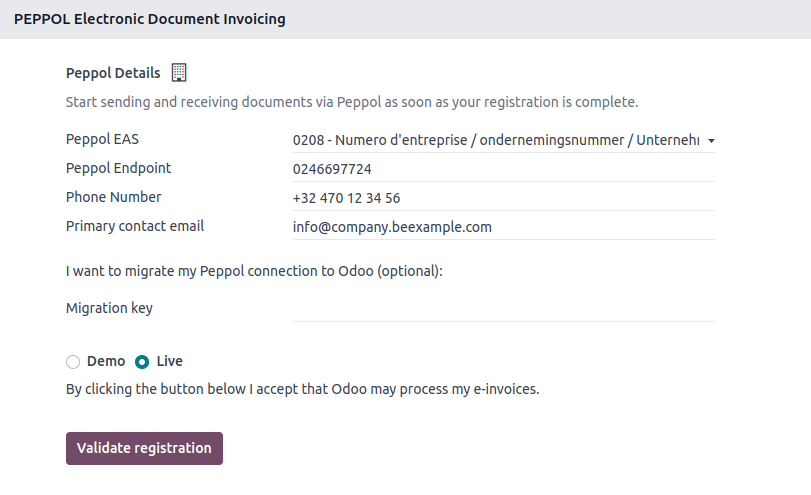 PEPPOL Electronic Document Invoicing
Peppol Details
Start sending and receiving documents via Peppol as soon as your registration is complete.
Peppol EAS 0208 - Numero d'entreprise / ondernemingsnummer / Unterneh
Peppol Endpoint 0246697724
Phone Number +32 470 12 34 56
Primary contact email info@company.beexample.com
I want to migrate my Peppol connection to Odoo (optional):
Migration key
Demo Live
By clicking the button below I accept that Odoo may process my e-invoices.
Validate registration